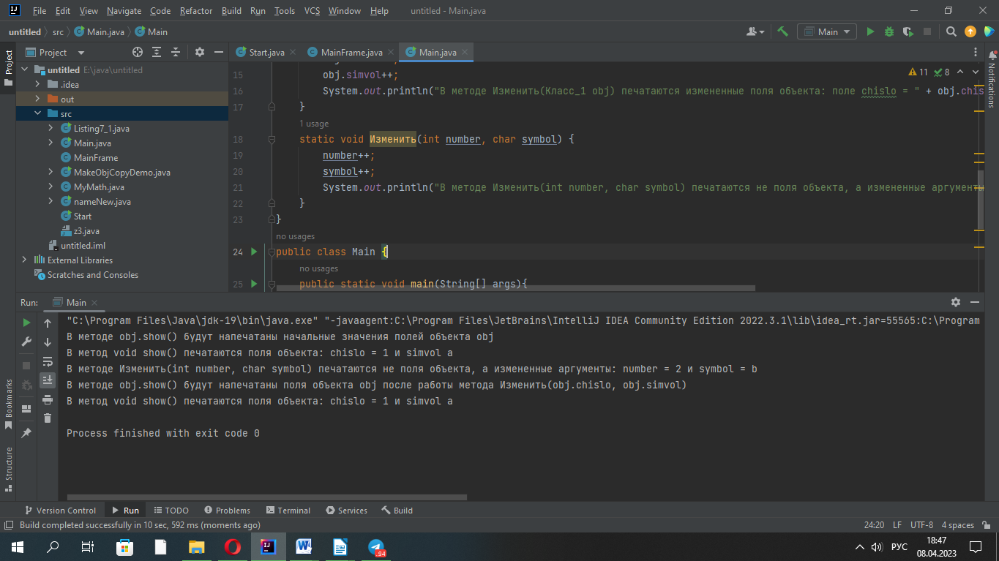 File Edit View Navigate Code Refactor Build Run Tools VCS Window Help untitled - Main.java
untitled src Main.java Main Main
Project Start.java MainFrame.java Main.java
Project
Notifications
untitled E:\java\untitled
.idea
out
src
Listing7_1.java
Main.java
MainFrame
MakeObjCopyDemo.java
MyMath.java
nameNew.java
Start
z3.java
untitled.iml
External Libraries
Scratches and Consoles
11 8
15 obj.simvol++;
16 System.out.println("В методе Изменить(Класс_1 obj) печатаются измененные поля объекта: поле chislo = " + obj.chis
17 }
1 usage
18 static void Изменить(int number, char symbol) {
19 number++;
20 symbol++;
21 System.out.println("В методе Изменить(int number, char symbol) печатаются не поля объекта, а измененные аргументы
22 }
23 }
no usages
24 public class Main {
no usages
25 public static void main(String[] args){
Run: Main
"C:\Program Files\Java\jdk-19\bin\java.exe" "-javaagent:C:\Program Files\JetBrains\IntelliJ IDEA Community Edition 2022.3.1\lib\idea_rt.jar=55565:C:\Program
В методе obj.show() будут напечатаны начальные значения полей объекта obj
В метод void show() печатаются поля объекта: chislo = 1 и simvol a
В методе Изменить(int number, char symbol) печатаются не поля объекта, а измененные аргументы: number = 2 и symbol = b
В методе obj.show() будут напечатаны поля объекта obj после работы метода Изменить(obj.chislo, obj.simvol)
В метод void show() печатаются поля объекта: chislo = 1 и simvol a
Process finished with exit code 0
Bookmarks
Structure
Version Control Run TODO Problems Terminal Services Build
Build completed successfully in 10 sec, 592 ms (moments ago) 24:20 LF UTF-8 4 spaces
94 РУС 18:47
08.04.2023